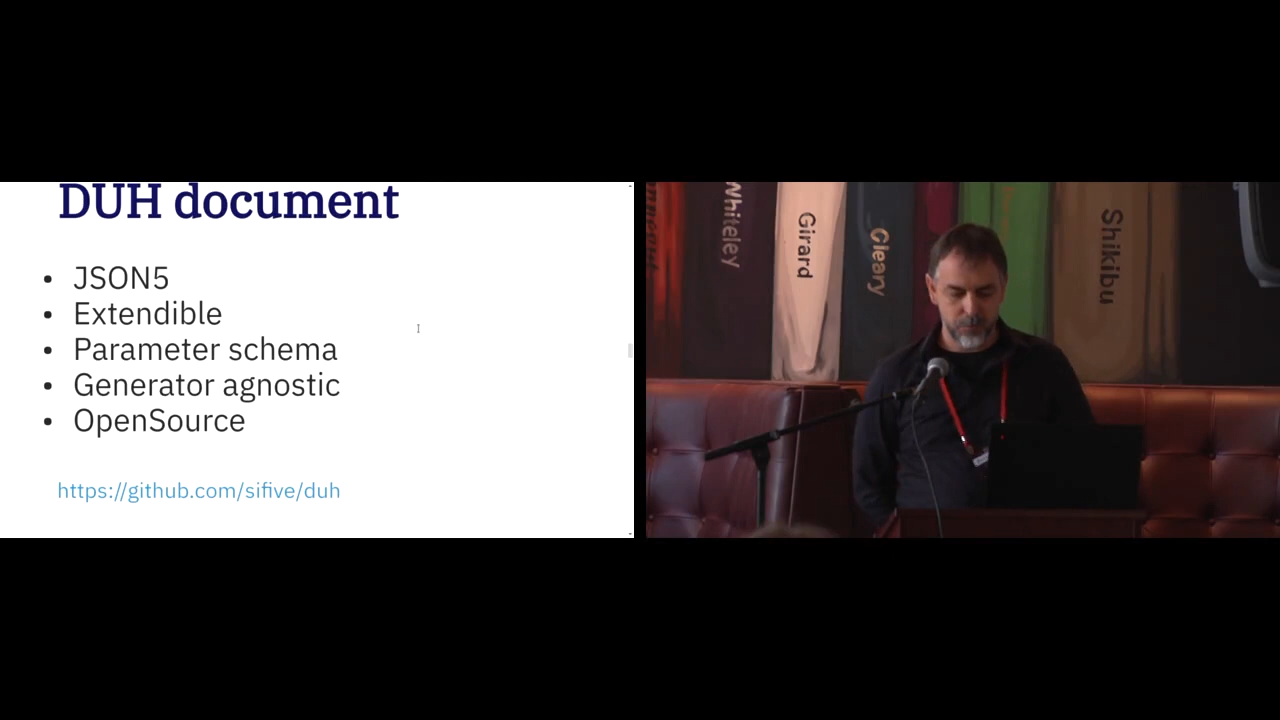 DUH document
JSON5
Extendible
Parameter schema
Generator agnostic
OpenSource
https://github.com/sifive/duh
Whiteley
Girard
Cleary
Shikibu